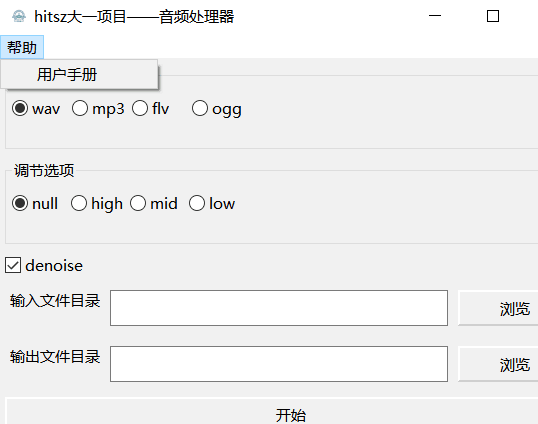 hitsz大一项目——音频处理器
帮助
用户手册
wav mp3 flv ogg
调节选项
null high mid low
denoise
输入文件目录 浏览
输出文件目录 浏览
开始